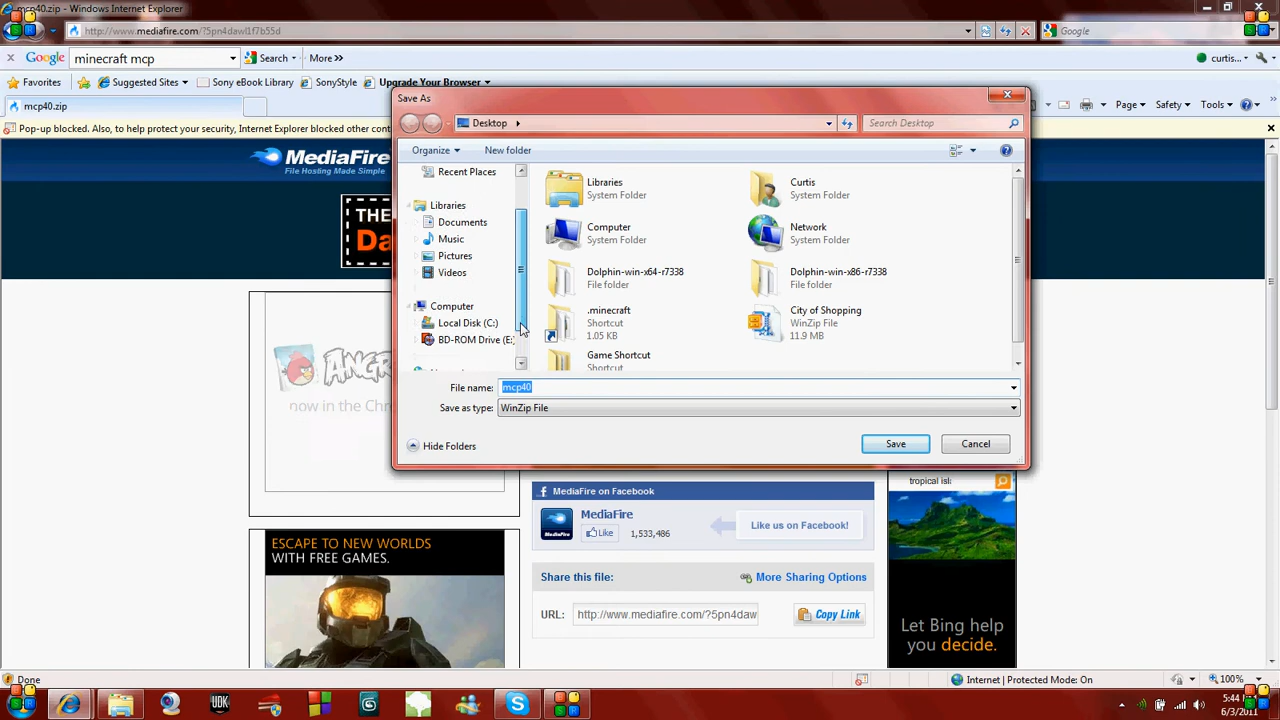 mcp40.zip - Windows Internet Explorer
http://www.mediafire.com/?5pn4dawl1f7b55d
Google
Google
minecraft mcp
Search
More »
curtis...
Favorites
Suggested Sites
Sony eBook Library
SonyStyle
Upgrade Your Browser
mcp40.zip
Page
Safety
Tools
Pop-up blocked. Also, to help protect your security, Internet Explorer blocked other cont
MediaFire
File Hosting Made Simple
THE
Da
Save As
Desktop
Search Desktop
Organize
New folder
Recent Places
Libraries
Documents
Music
Pictures
Videos
Computer
Local Disk (C:)
BD-ROM Drive (E:)
Libraries
System Folder
Curtis
System Folder
Computer
System Folder
Network
System Folder
Dolphin-win-x64-r7338
File folder
Dolphin-win-x86-r7338
File folder
.minecraft
Shortcut
1.05 KB
City of Shopping
WinZip File
11.9 MB
Game Shortcut
Shortcut
File name:
mcp40
Save as type:
WinZip File
Hide Folders
Save
Cancel
ANGR
now in the Chr
MediaFire on Facebook
MediaFire
Like
1,533,486
Like us on Facebook!
Share this file:
More Sharing Options
URL:
http://www.mediafire.com/?5pn4daw
Copy Link
ESCAPE TO NEW WORLDS
WITH FREE GAMES.
tropical isl
Let Bing help
you decide.
Done
Internet | Protected Mode: On
100%
UDK
5:44
6/3/2011